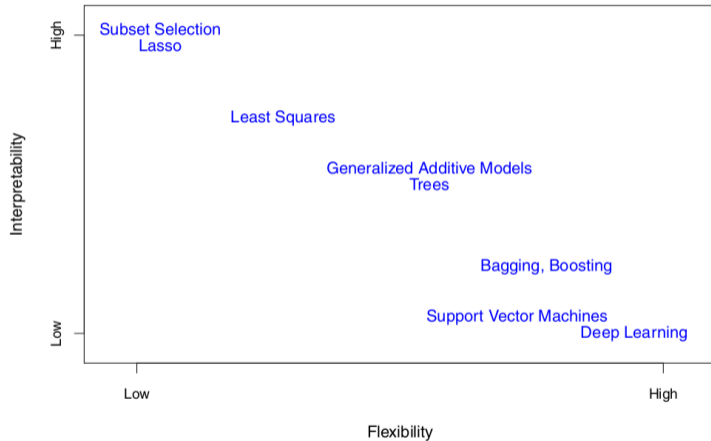 High
Subset Selection
Lasso
Least Squares
Generalized Additive Models
Trees
Interpretability
Bagging, Boosting
Support Vector Machines
Low
Deep Learning
Low
High
Flexibility